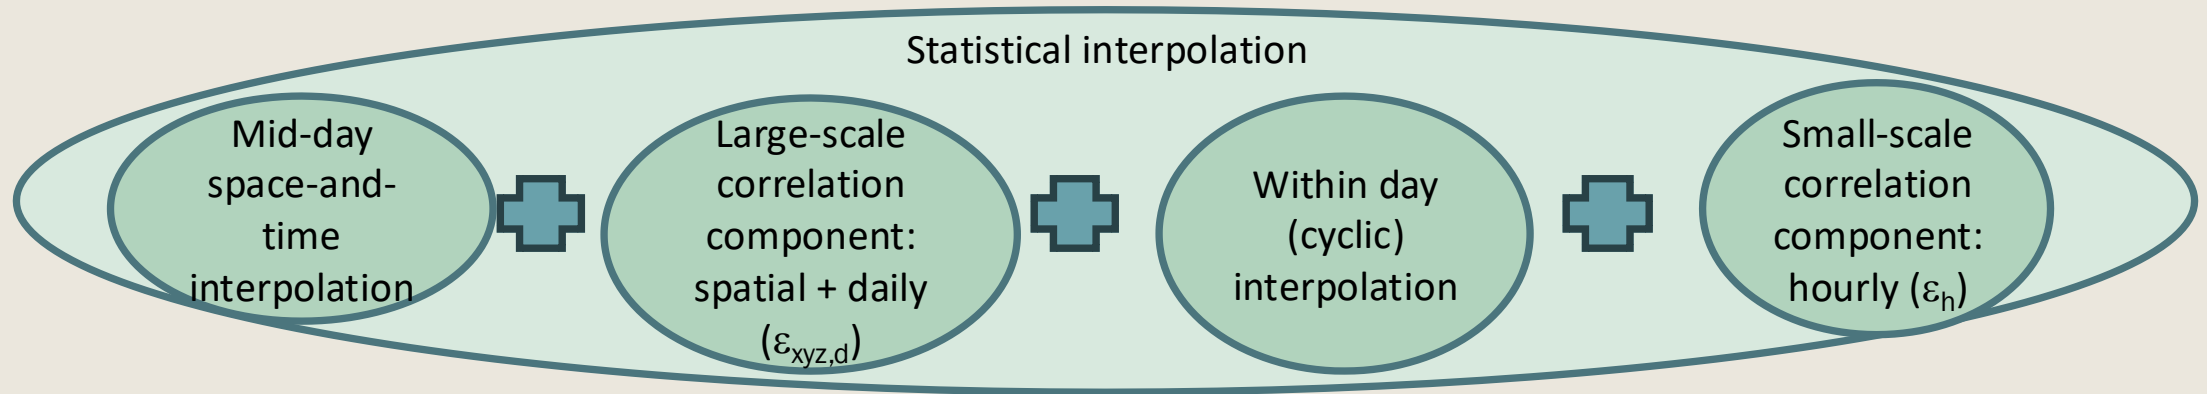 Statistical interpolation
Mid-day
space-and-
time
interpolation
Large-scale
correlation
component:
spatial + daily
(εxyz,d)
Within day
(cyclic)
interpolation
Small-scale
correlation
component:
hourly (εh)